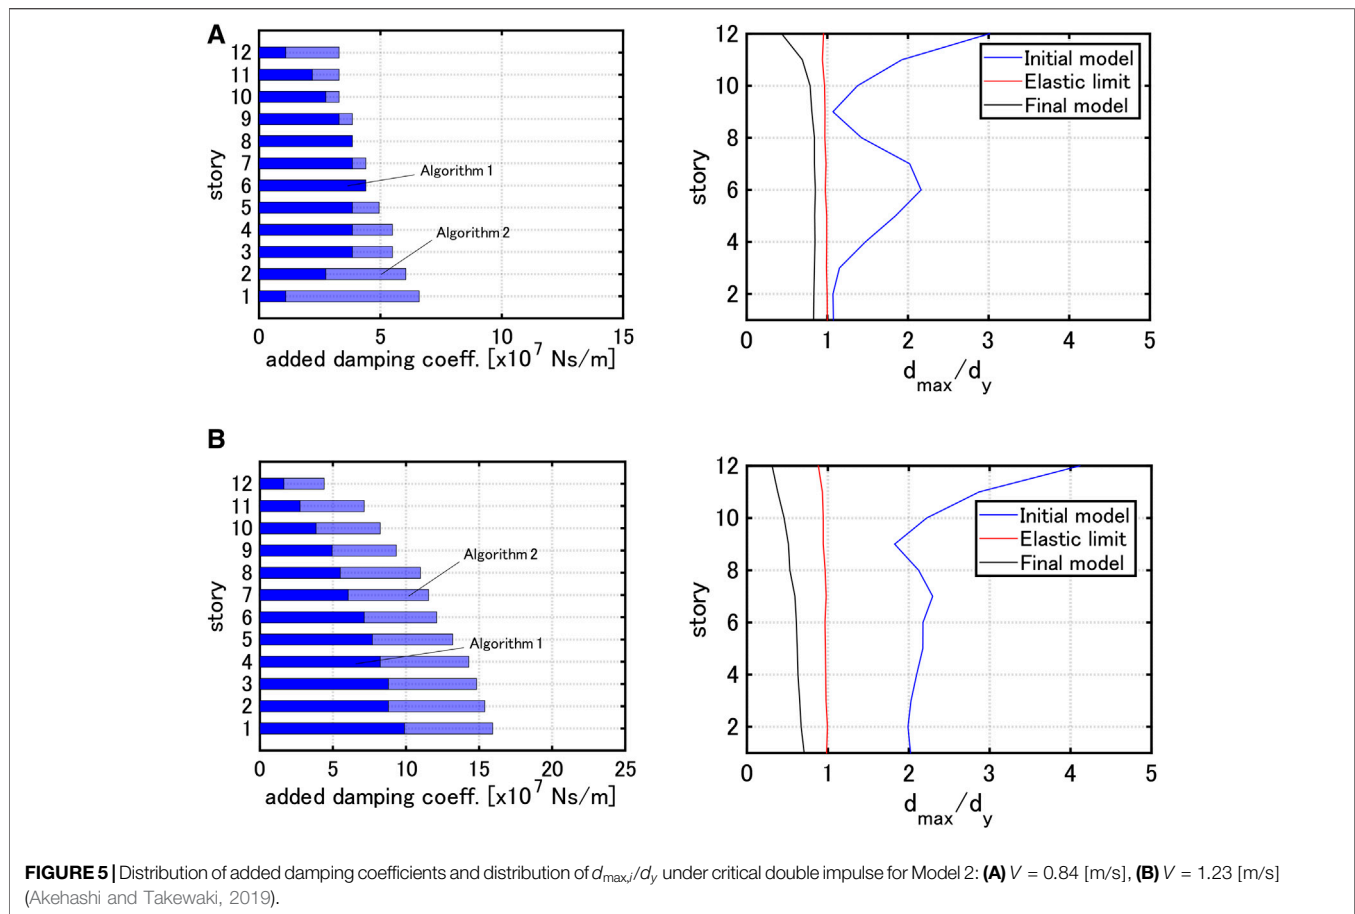 A
12
11
10
9
8
7
6
5
4
3
2
1
story
Algorithm 1
Algorithm 2
0 5 10 15
added damping coeff. [x10⁷ Ns/m]
12
10
8
6
4
2
story
Initial model
Elastic limit
Final model
0 1 2 3 4 5
d_max/d_y
B
12
11
10
9
8
7
6
5
4
3
2
1
story
Algorithm 2
Algorithm 1
0 5 10 15 20 25
added damping coeff. [x10⁷ Ns/m]
12
10
8
6
4
2
story
Initial model
Elastic limit
Final model
0 1 2 3 4 5
d_max/d_y
FIGURE 5 | Distribution of added damping coefficients and distribution of d_max,i/d_y under critical double impulse for Model 2: (A) V = 0.84 [m/s], (B) V = 1.23 [m/s]
(Akehashi and Takewaki, 2019).